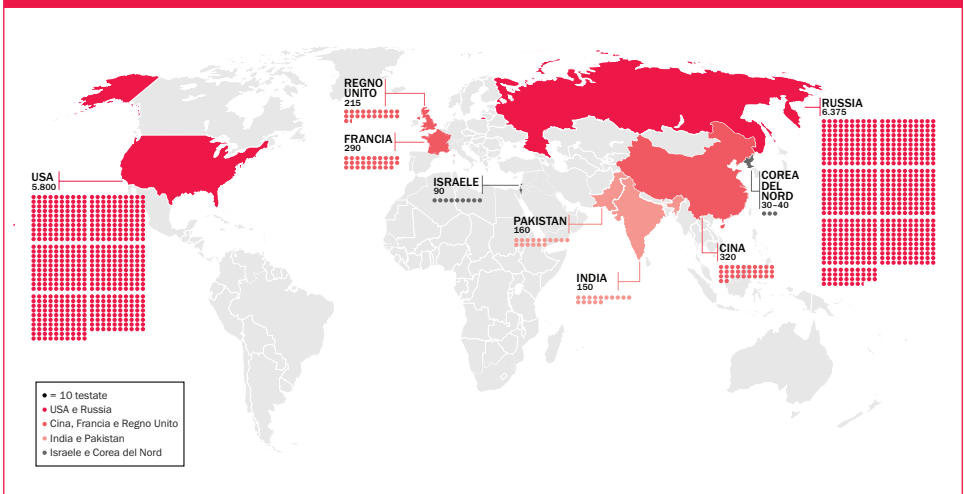 REGNO
UNITO
215
FRANCIA
290
USA
5.800
ISRAELE
90
PAKISTAN
160
INDIA
150
RUSSIA
6.375
COREA
DEL
NORD
30–40
CINA
320
= 10 testate
USA e Russia
Cina, Francia e Regno Unito
India e Pakistan
Israele e Corea del Nord